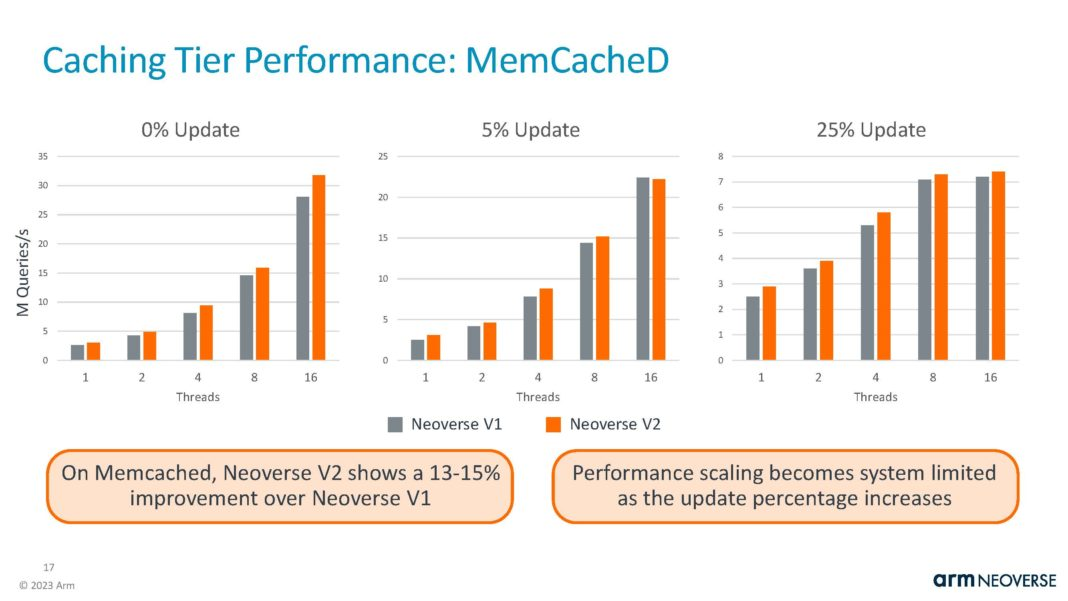 Caching Tier Performance: MemCacheD
0% Update
35
30
25
20
15
10
5
0
M Queries/s
1 2 4 8 16
Threads
5% Update
25
20
15
10
5
0
1 2 4 8 16
Threads
25% Update
8
7
6
5
4
3
2
1
0
1 2 4 8 16
Threads
Neoverse V1 Neoverse V2
On Memcached, Neoverse V2 shows a 13-15%
improvement over Neoverse V1
Performance scaling becomes system limited
as the update percentage increases
17
© 2023 Arm
arm NEOVERSE